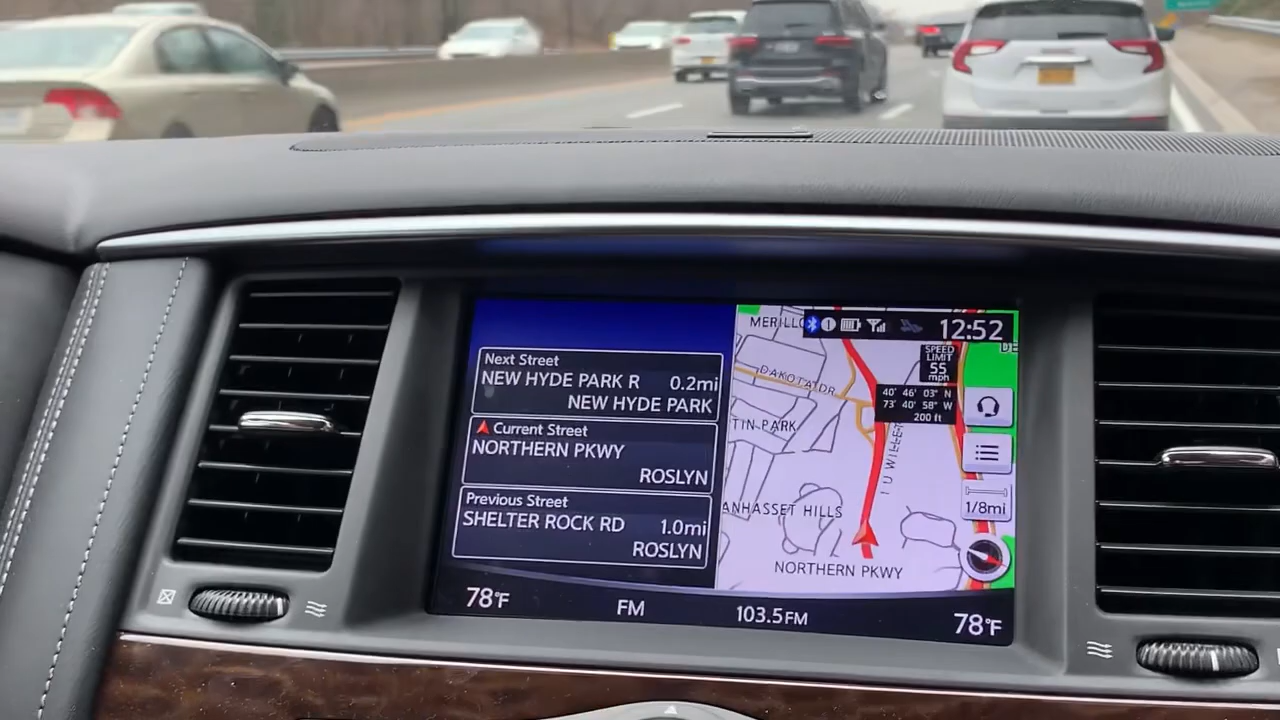 Next Street
NEW HYDE PARK R 0.2mi
NEW HYDE PARK
Current Street
NORTHERN PKWY
ROSLYN
Previous Street
SHELTER ROCK RD 1.0mi
ROSLYN
MERILLO
12:52
DE
SPEED
LIMIT
55
mph
DAKOTA DR
40° 46' 03" N
73° 40' 58" W
200 ft
TIN PARK
I U WILLET
ANHASSET HILLS
1/8mi
NORTHERN PKWY
78°F
FM
103.5FM
78°F